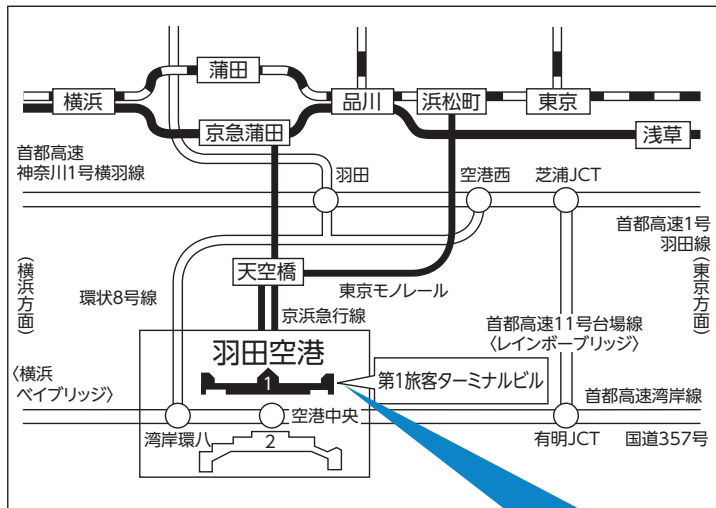 蒲田
横浜
品川
浜松町
東京
京急蒲田
浅草
首都高速
神奈川1号横羽線
羽田
空港西
芝浦JCT
首都高速1号
羽田線
(横浜方面)
(東京方面)
天空橋
東京モノレール
環状8号線
京浜急行線
首都高速11号台場線
〈レインボーブリッジ〉
羽田空港
1
第1旅客ターミナルビル
〈横浜
ベイブリッジ〉
首都高速湾岸線
空港中央
湾岸環八
2
有明JCT
国道357号